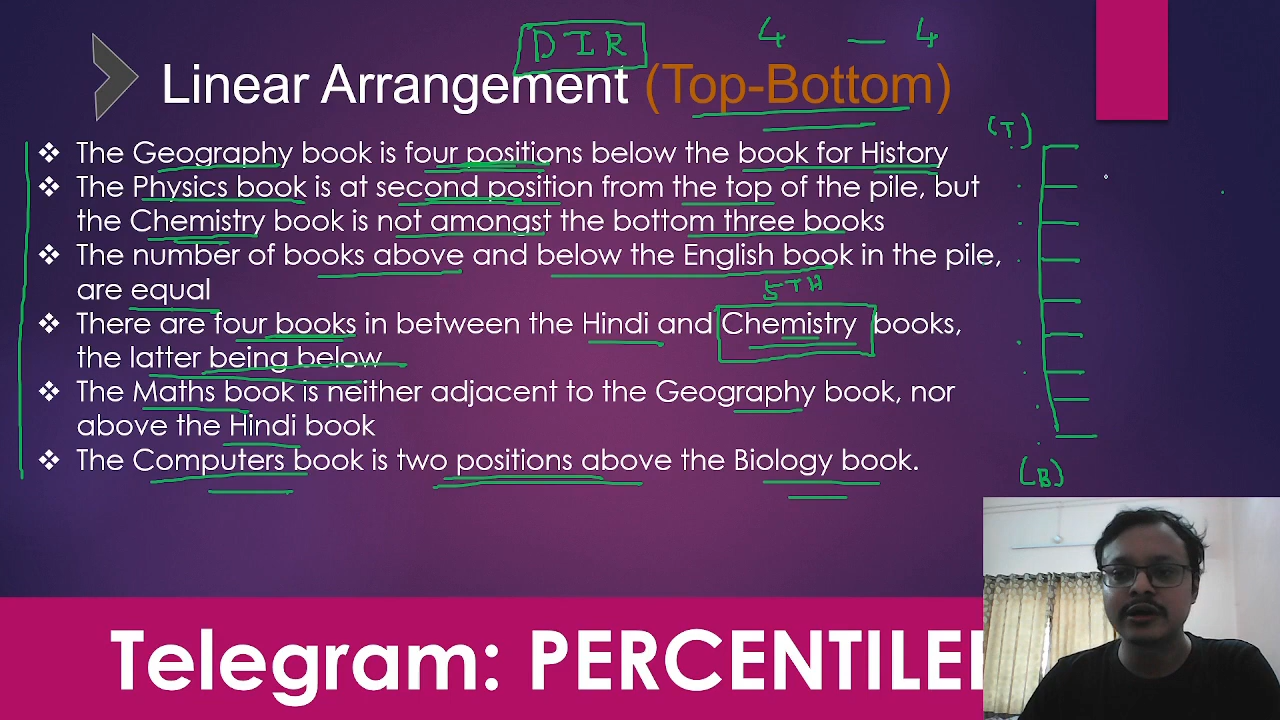 DIR 4 _ 4
Linear Arrangement (Top-Bottom)
(T)
❖ The Geography book is four positions below the book for History
❖ The Physics book is at second position from the top of the pile, but
the Chemistry book is not amongst the bottom three books
❖ The number of books above and below the English book in the pile,
are equal
5TH
❖ There are four books in between the Hindi and Chemistry books,
the latter being below
❖ The Maths book is neither adjacent to the Geography book, nor
above the Hindi book
❖ The Computers book is two positions above the Biology book.
(B)
Telegram: PERCENTILE